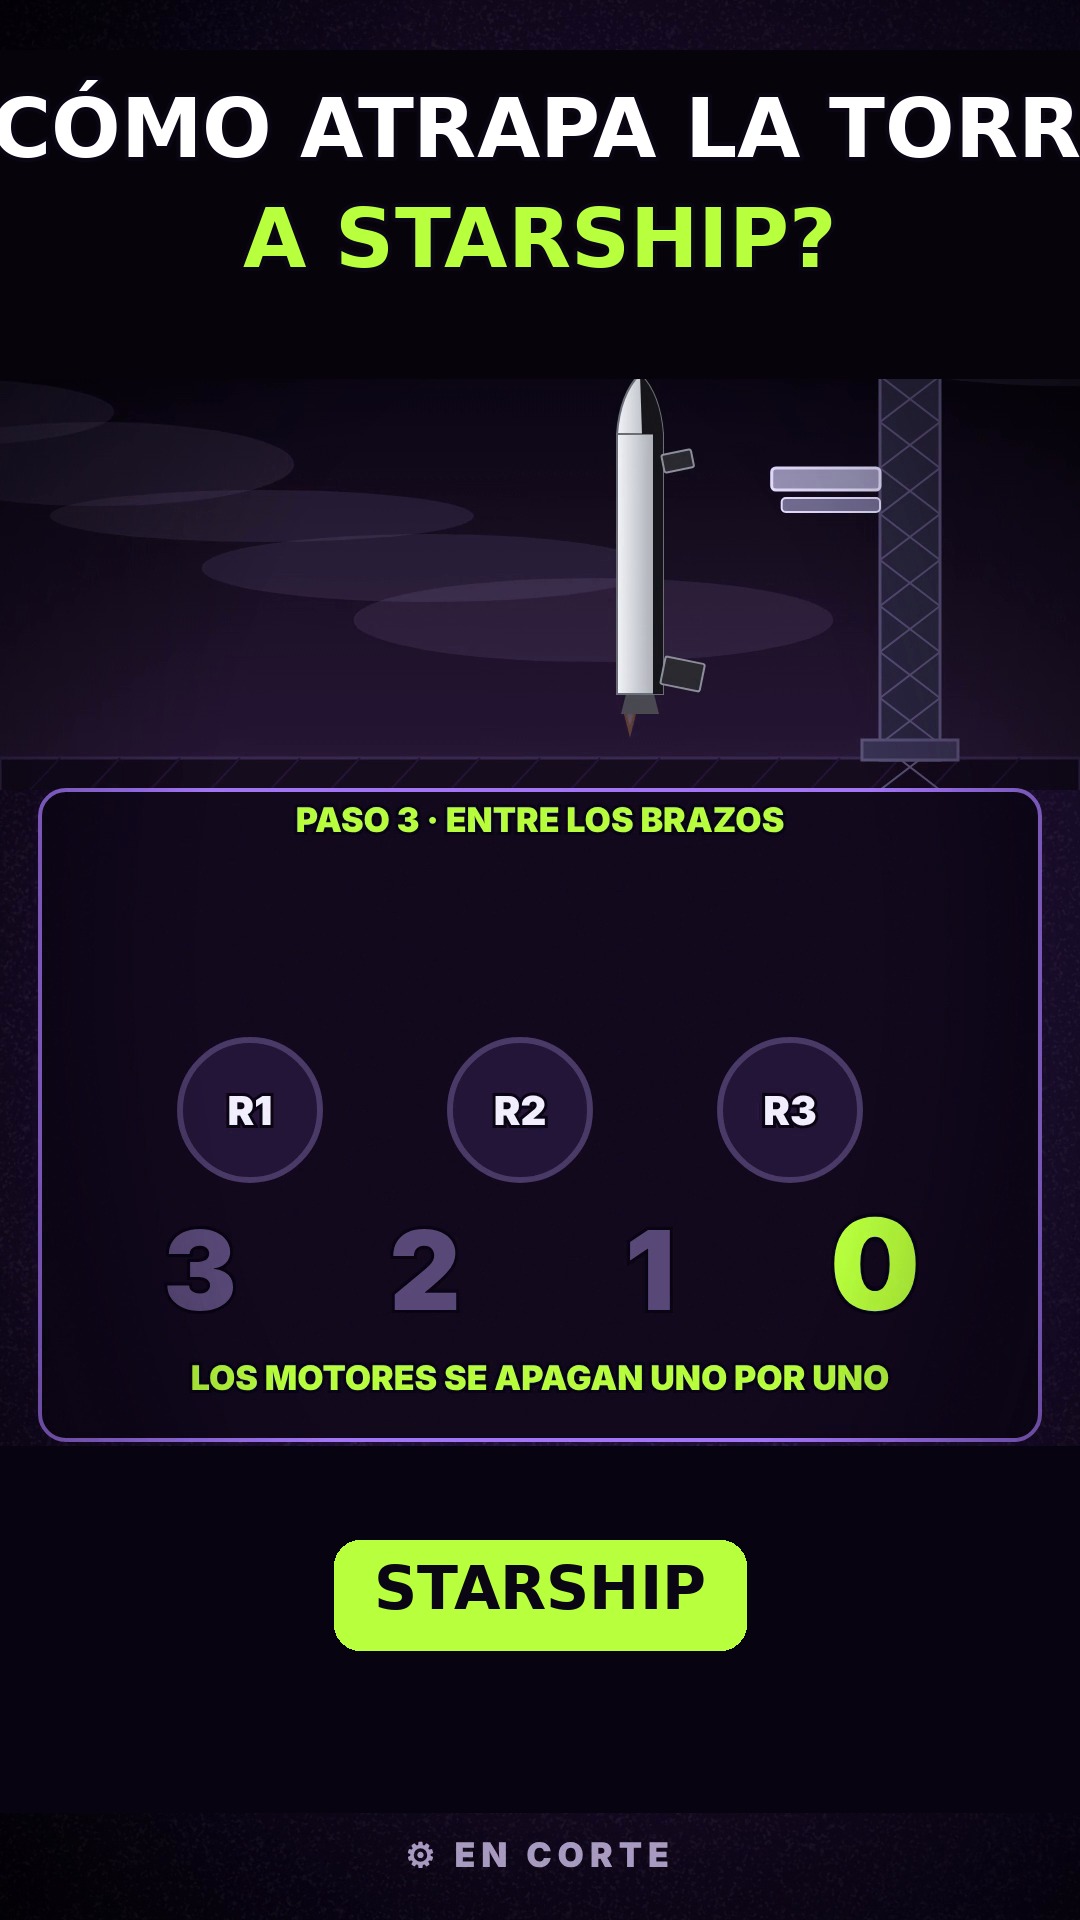 CÓMO ATRAPA LA TORR
A STARSHIP?
PASO 3 · ENTRE LOS BRAZOS
R1 R2 R3
3 2 1 0
LOS MOTORES SE APAGAN UNO POR UNO
STARSHIP
⚙ EN CORTE